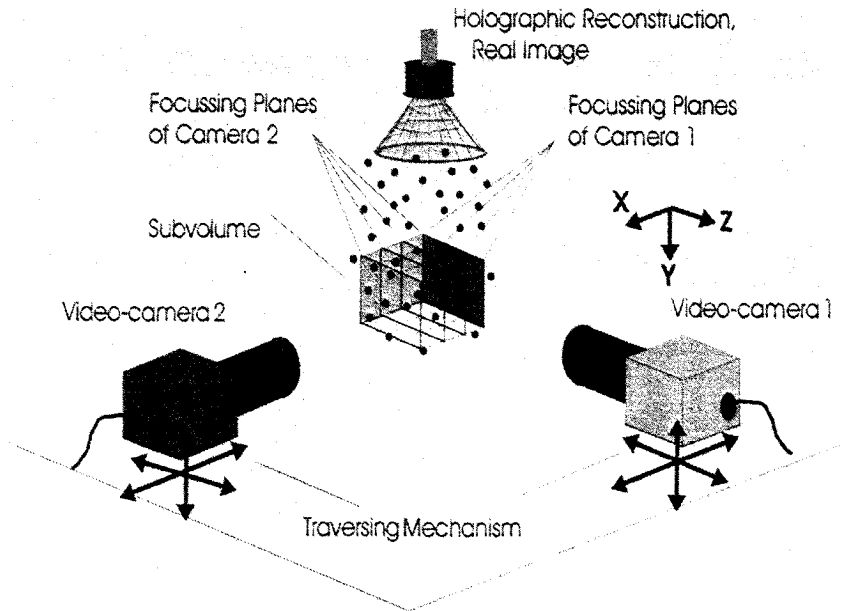 Holographic Reconstruction,
Real Image
Focussing Planes
of Camera 2
Focussing Planes
of Camera 1
Subvolume
X
Z
Y
Video-camera 2
Video-camera 1
Traversing Mechanism